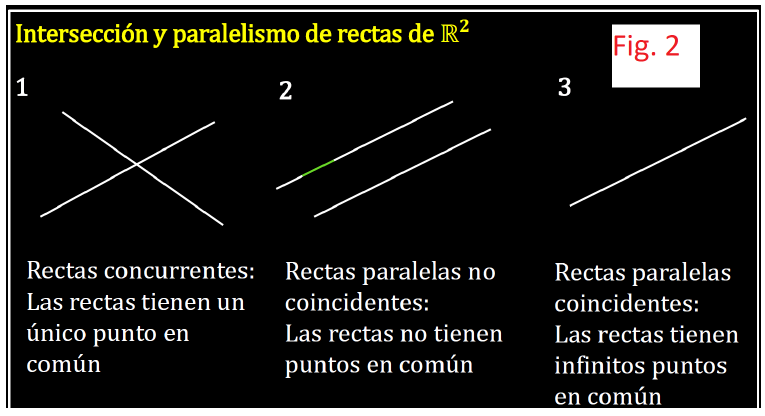 Intersección y paralelismo de rectas de ℝ²
Fig. 2
1
2
3
Rectas concurrentes:
Las rectas tienen un
único punto en
común
Rectas paralelas no
coincidentes:
Las rectas no tienen
puntos en común
Rectas paralelas
coincidentes:
Las rectas tienen
infinitos puntos
en común